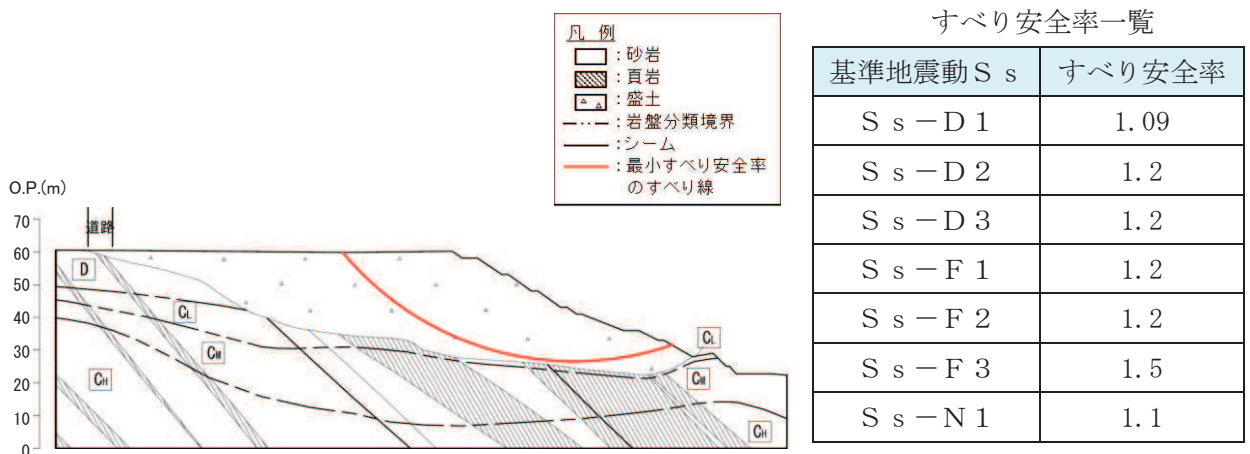 凡 例
：砂岩
：頁岩
：盛土
：岩盤分類境界
：シーム
：最小すべり安全率
のすべり線
O.P.(m)
70
60
50
40
30
20
10
0
道路
D
CL
CM
CH
CL
CM
CH
すべり安全率一覧
基準地震動Ｓｓ すべり安全率
Ｓｓ－Ｄ１ 1.09
Ｓｓ－Ｄ２ 1.2
Ｓｓ－Ｄ３ 1.2
Ｓｓ－Ｆ１ 1.2
Ｓｓ－Ｆ２ 1.2
Ｓｓ－Ｆ３ 1.5
Ｓｓ－Ｎ１ 1.1